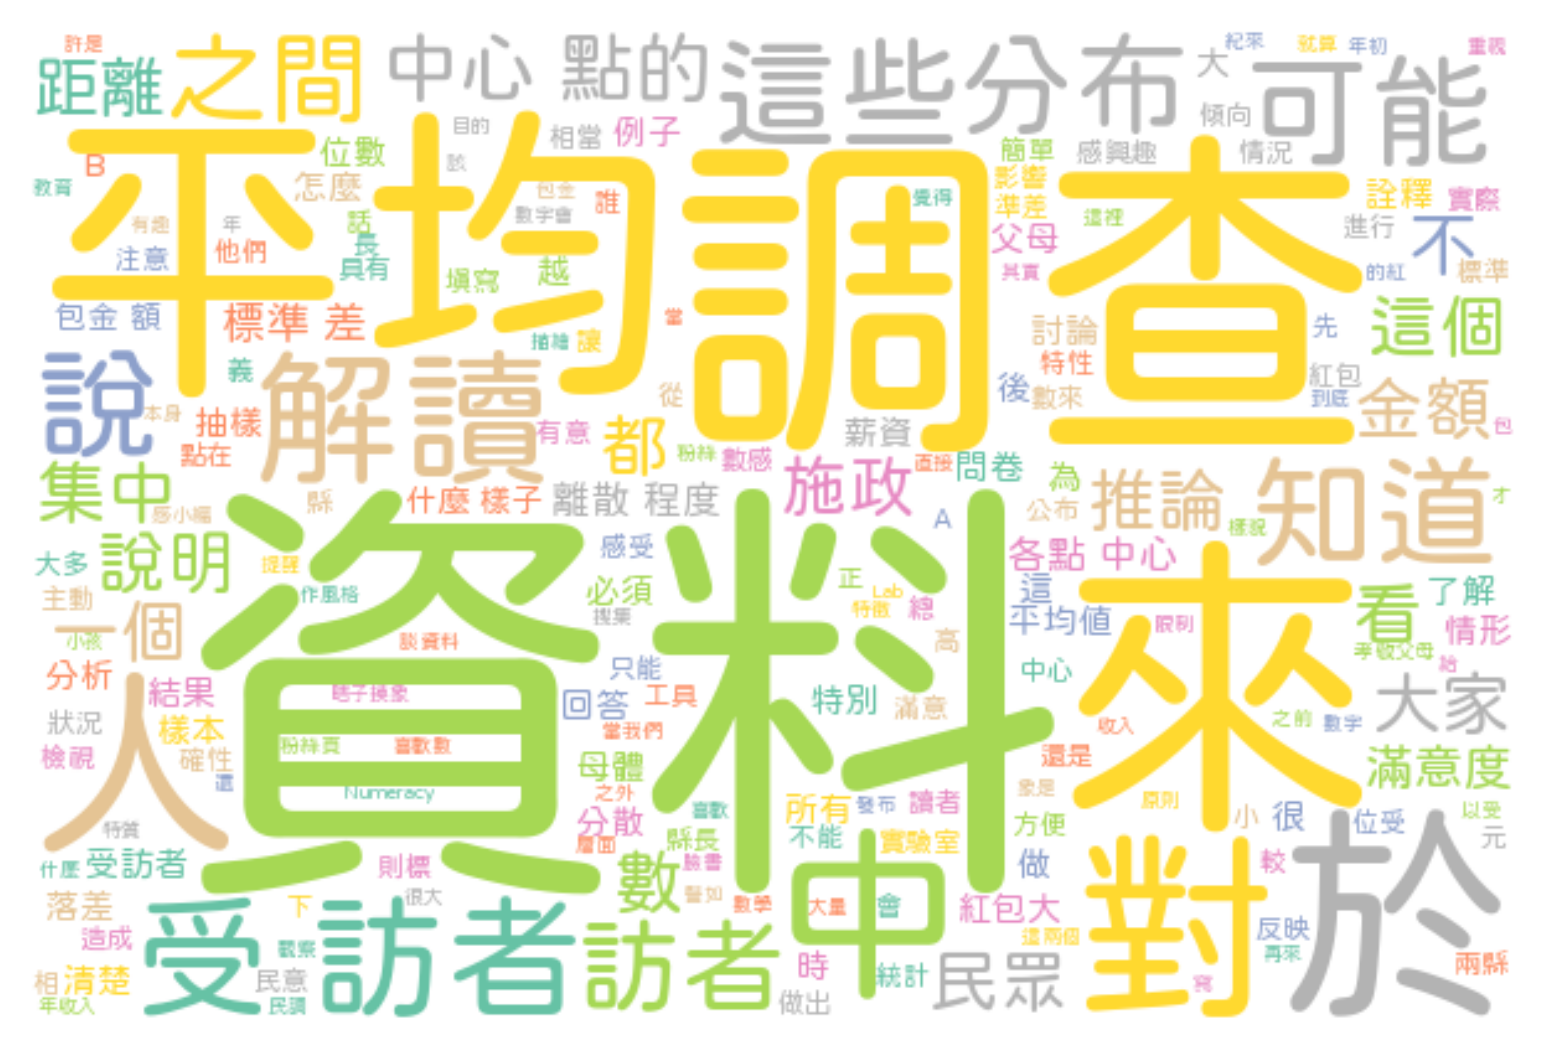 許是
距離
之間
中心 點的
這些
分布
大
紀來
就算
年初
重視
可能
傾向
平均
調查
B
位數
目的
相當
例子
該
簡單
感興趣
情況
影響
準差
詮釋
實際
教育
怎麼
包金
數字會
誰
覺得
這裡
進行
不
有趣
年
話
長
他們
具有
注意
填寫
越
父母
其實
的紅
標準
包金 額
標準 差
描繪
讓
當
討論
特性
先
這個
義
說
本身
解讀
抽樣
點在
從
有意
都
粉絲
數感
薪資
後
數來
紅包
到底
金額
包
集中
感小編
縣
什麼 樣子
離散 程度
施政
直接
問卷
為
公布
推論
樣貌
知道
才
大多
說明
提醒
作風格
感受
A
各點 中心
主動
必須
搜集
正
Lab
特徵
總
這
平均值
限制
來
看
了解
情形
小孩
一個
談資料
資料
高
孝敬父母
給
分析
人
結果
瞎子摸象
只能
中心
大家
狀況
樣本
回答
工具
特別
滿意
收入
之前
數字
檢視
確性
粉絲頁
喜歡數
當我們
還是
滿意度
還
母體
之外
象是
Numeracy
特質
分散
層面
喜歡
所有
發布
讀者
方便
原則
小
很
位受
以受
元
什麼
受訪者
則標
縣長
臉書
不能
實驗室
做
對
較
於
落差
很大
數
譬如
數學
大量
中
會
紅包大
造成
下
受訪者
訪者
這兩個
反映
再來
觀察
時
統計
民眾
兩縣
相
清楚
民意
年收入
民調
做出
寫